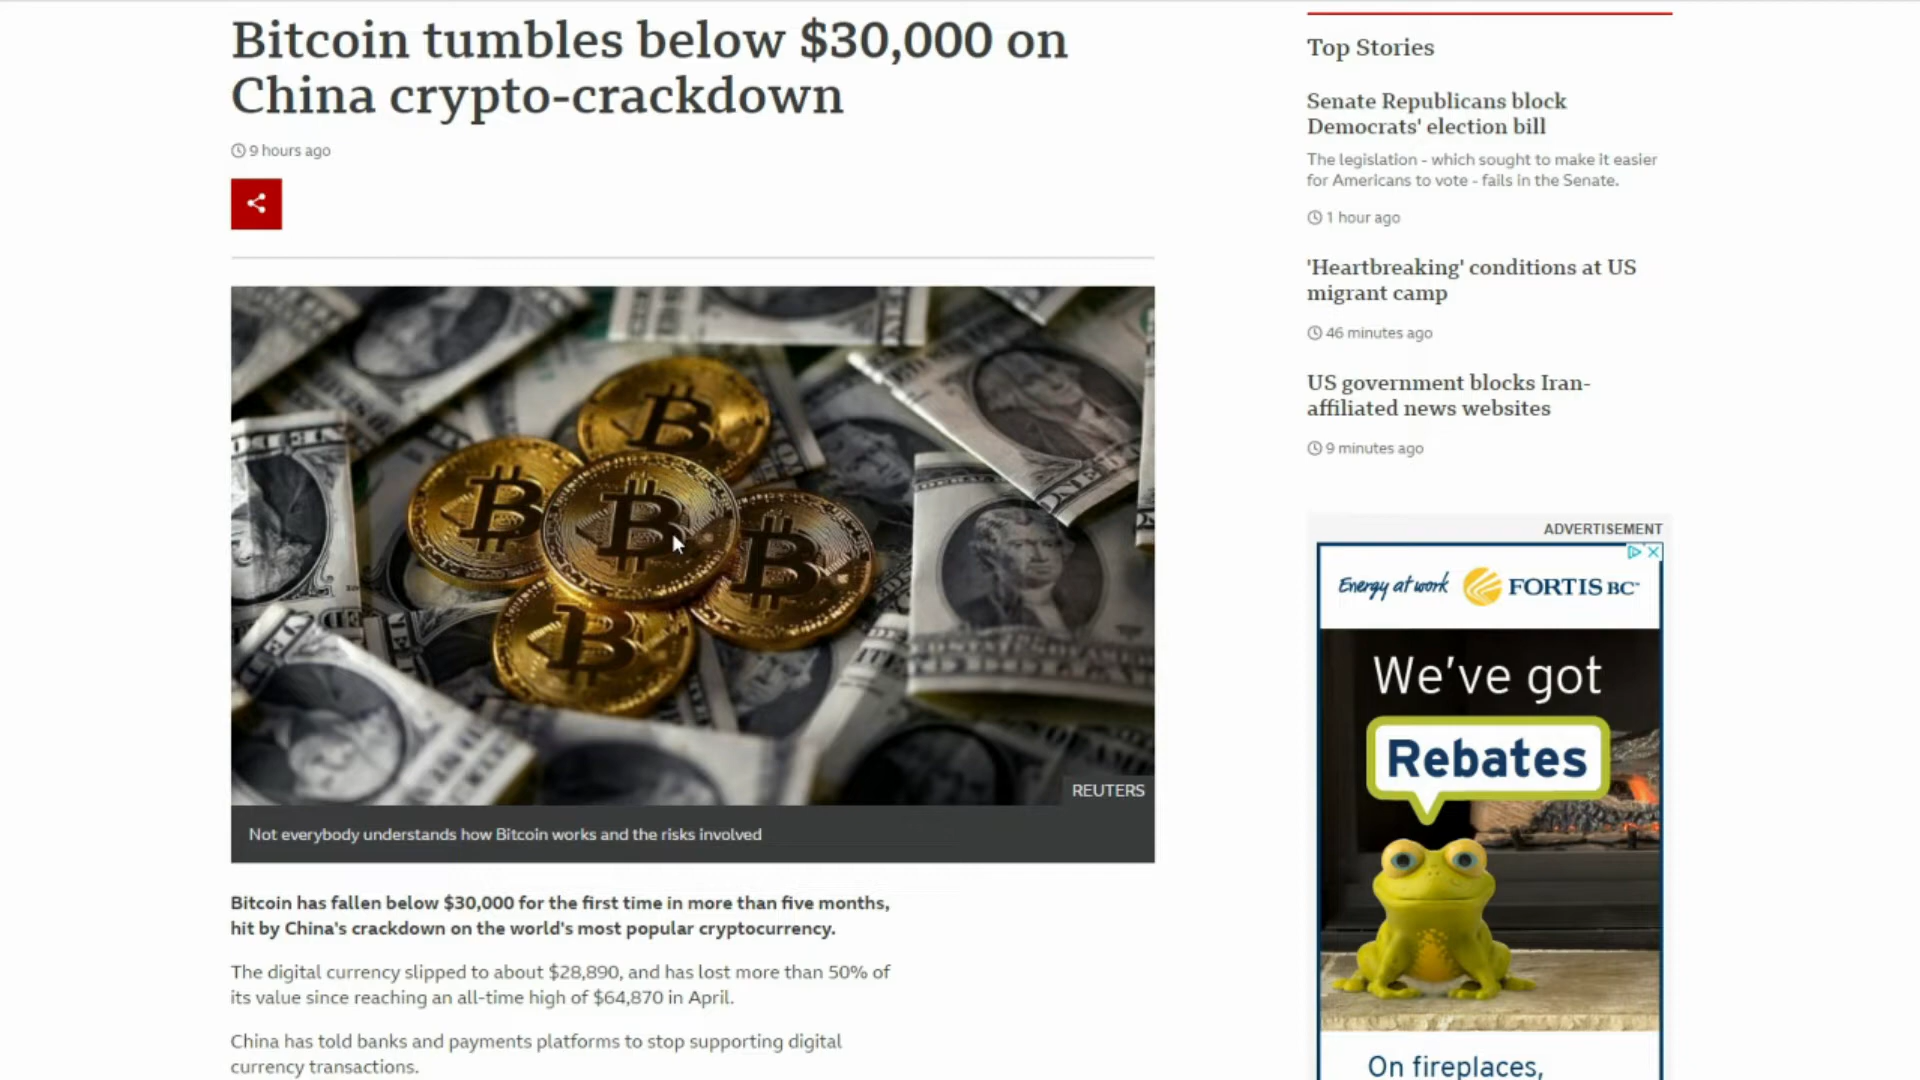 Bitcoin tumbles below $30,000 on
China crypto-crackdown
9 hours ago
REUTERS
Not everybody understands how Bitcoin works and the risks involved
Bitcoin has fallen below $30,000 for the first time in more than five months,
hit by China's crackdown on the world's most popular cryptocurrency.
The digital currency slipped to about $28,890, and has lost more than 50% of
its value since reaching an all-time high of $64,870 in April.
China has told banks and payments platforms to stop supporting digital
currency transactions.
Top Stories
Senate Republicans block
Democrats' election bill
The legislation - which sought to make it easier
for Americans to vote - fails in the Senate.
1 hour ago
'Heartbreaking' conditions at US
migrant camp
46 minutes ago
US government blocks Iran-
affiliated news websites
9 minutes ago
ADVERTISEMENT
Energy at work FORTIS BC™
We've got
Rebates
On fireplaces,